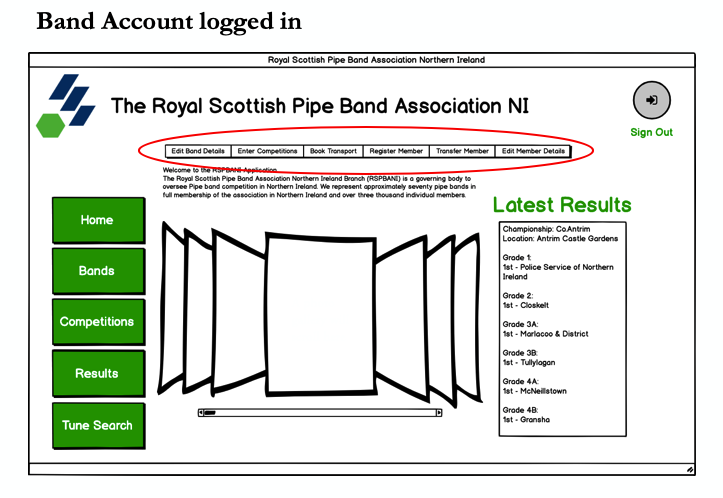 Band Account logged in
Royal Scottish Pipe Band Association Northern Ireland
The Royal Scottish Pipe Band Association NI
Sign Out
Edit Band Details
Enter Competitions
Book Transport
Register Member
Transfer Member
Edit Member Details
Welcome to the RSPBANI Application
The Royal Scottish Pipe Band Association Northern Ireland Branch (RSPBANI) is a governing body to
oversee Pipe band competition in Northern Ireland. We represent approximately seventy pipe bands in
full membership of the association in Northern Ireland and over three thousand individual members.
Home
Bands
Competitions
Results
Tune Search
Latest Results
Championship: Co.Antrim
Location: Antrim Castle Gardens
Grade 1:
1st - Police Service of Northern
Ireland
Grade 2:
1st - Closkelt
Grade 3A:
1st - Marlacoo & District
Grade 3B:
1st - Tullylagan
Grade 4A:
1st - McNeillstown
Grade 4B:
1st - Gransha